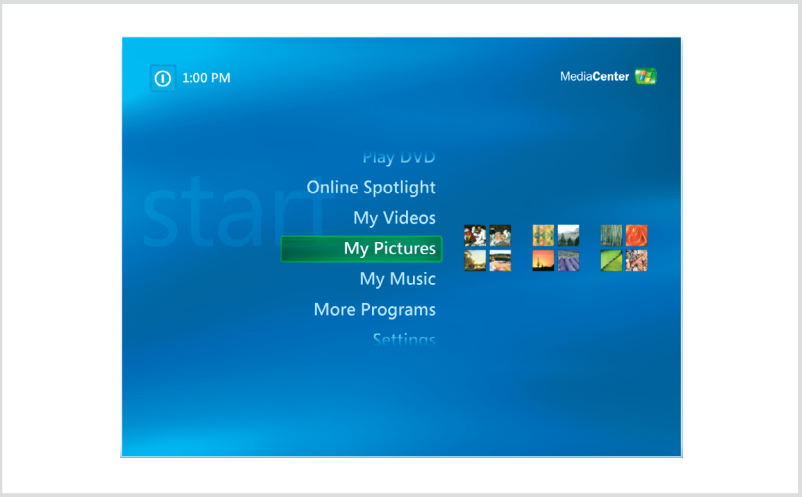 1:00 PM
MediaCenter
start
Play DVD
Online Spotlight
My Videos
My Pictures
My Music
More Programs
Settings